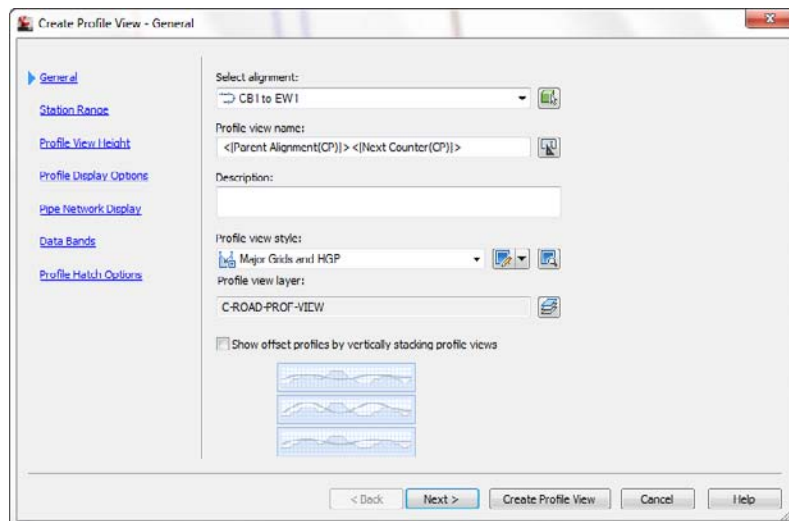 Create Profile View - General
General
Station Range
Profile View Height
Profile Display Options
Pipe Network Display
Data Bands
Profile Hatch Options
Select alignment:
CB1 to EW1
Profile view name:
<[Parent Alignment(CP)]> <[Next Counter(CP)]>
Description:
Profile view style:
Major Grids and HGP
Profile view layer:
C-ROAD-PROF-VIEW
Show offset profiles by vertically stacking profile views
< Back
Next >
Create Profile View
Cancel
Help